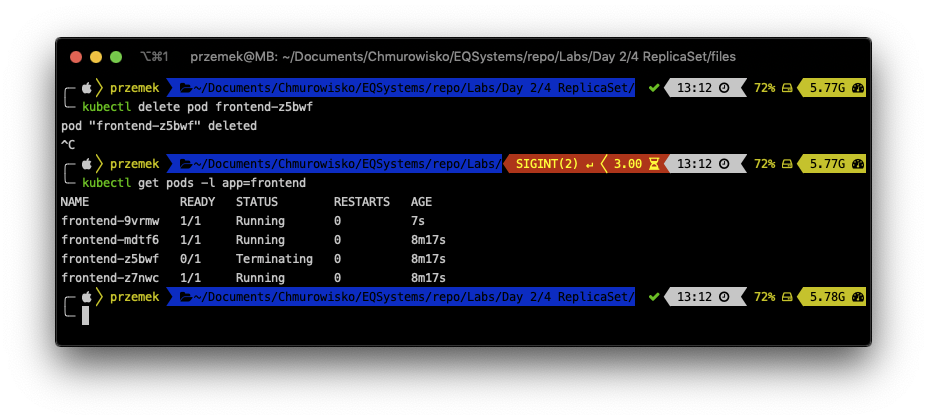 ⌥⌘1 przemek@MB: ~/Documents/Chmurowisko/EQSystems/repo/Labs/Day 2/4 ReplicaSet/files
przemek ~/Documents/Chmurowisko/EQSystems/repo/Labs/Day 2/4 ReplicaSet/ ✔ 13:12 72% 5.77G
kubectl delete pod frontend-z5bwf
pod "frontend-z5bwf" deleted
^C
przemek ~/Documents/Chmurowisko/EQSystems/repo/Labs/ SIGINT(2) ↵ 3.00 13:12 72% 5.77G
kubectl get pods -l app=frontend
NAME READY STATUS RESTARTS AGE
frontend-9vrmw 1/1 Running 0 7s
frontend-mdtf6 1/1 Running 0 8m17s
frontend-z5bwf 0/1 Terminating 0 8m17s
frontend-z7nwc 1/1 Running 0 8m17s
przemek ~/Documents/Chmurowisko/EQSystems/repo/Labs/Day 2/4 ReplicaSet/ ✔ 13:12 72% 5.78G